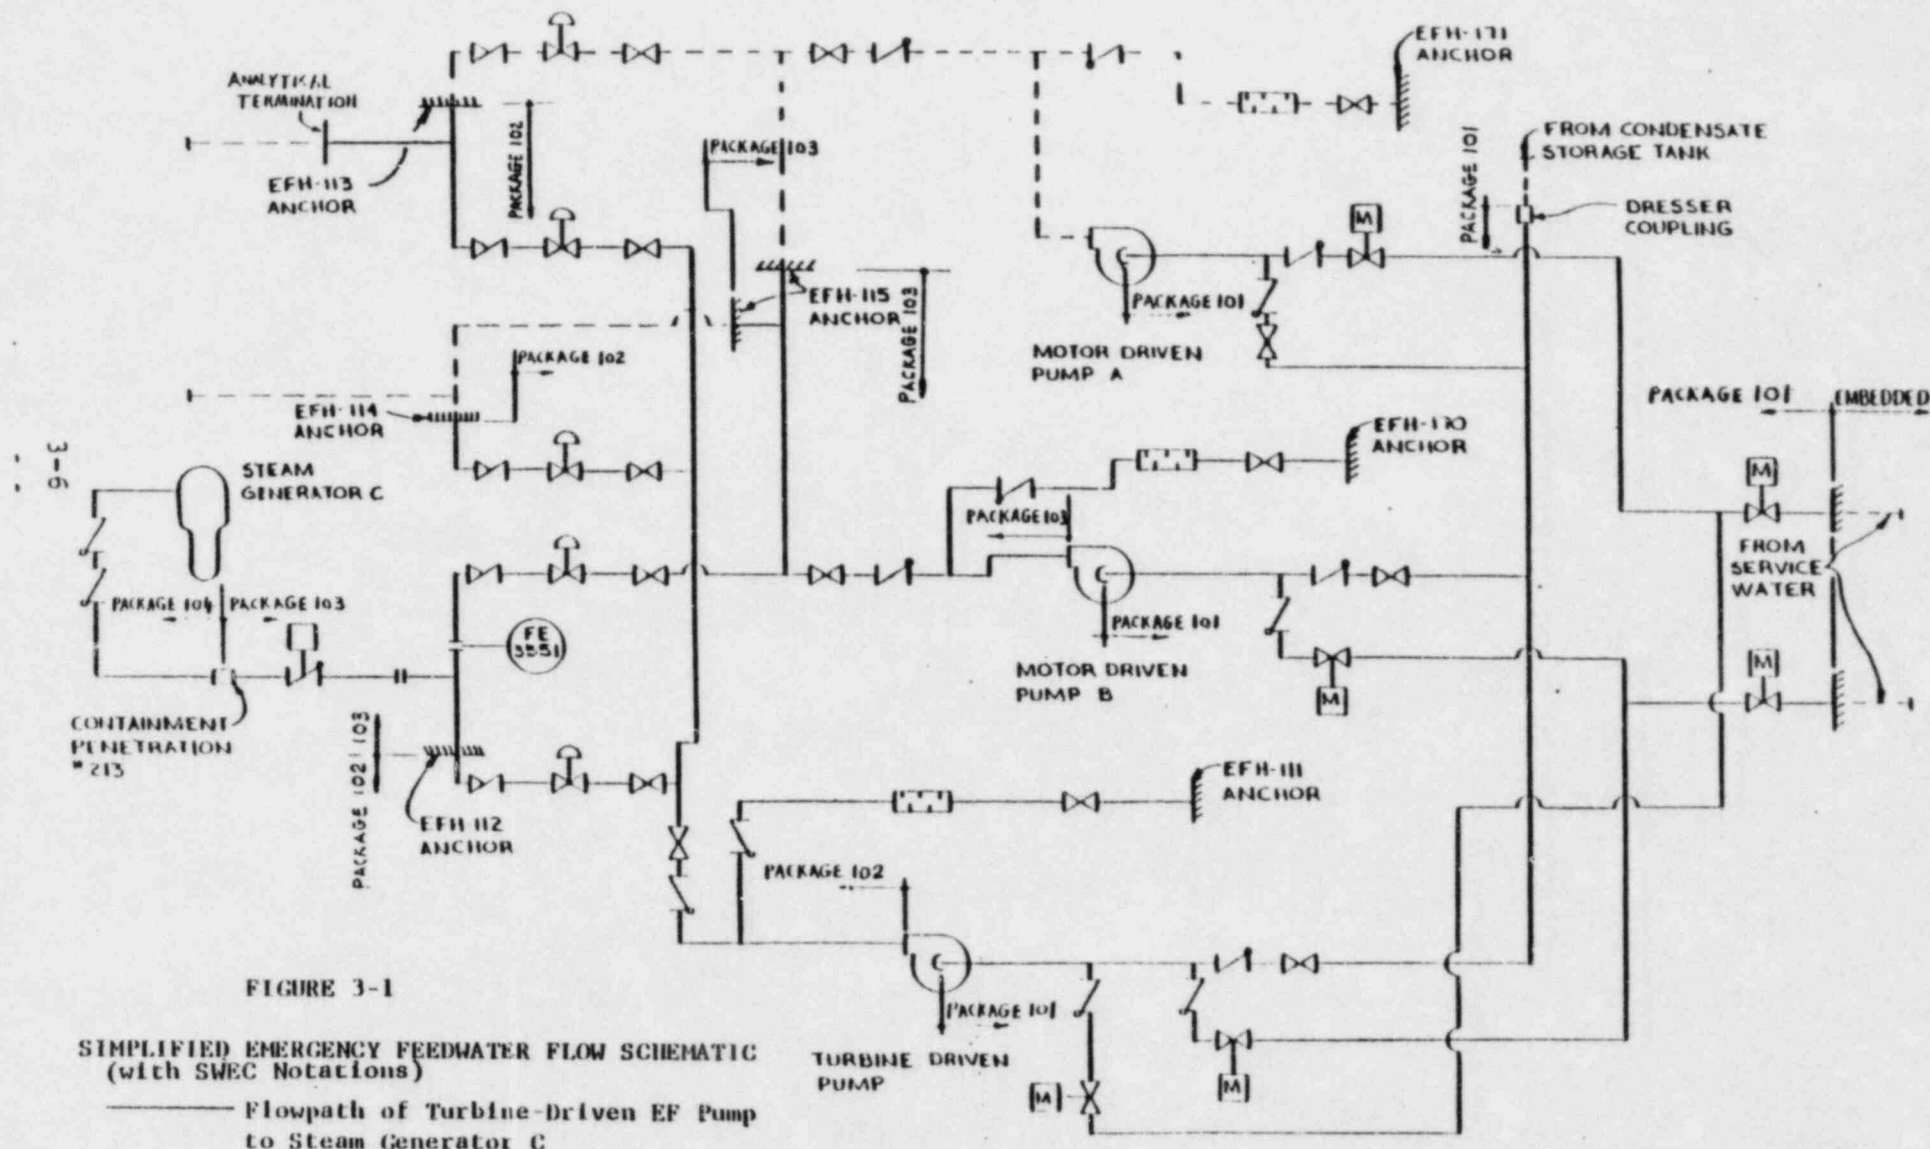 EFH-171
ANCHOR
ANALYTICAL
TERMINATION
PACKAGE 102
PACKAGE 103
PACKAGE 101
FROM CONDENSATE
STORAGE TANK
EFH-113
ANCHOR
DRESSER
COUPLING
M
EFH-115
ANCHOR
PACKAGE 103
PACKAGE 101
MOTOR DRIVEN
PUMP A
PACKAGE 102
EFH-114
ANCHOR
PACKAGE 101
EMBEDDED
EFH-170
ANCHOR
3-6
STEAM
GENERATOR C
M
PACKAGE 103
FROM
SERVICE
WATER
PACKAGE 104
PACKAGE 103
FE
3551
PACKAGE 101
MOTOR DRIVEN
PUMP B
M
M
CONTAINMENT
PENETRATION
#213
PACKAGE 102
103
EFH-112
ANCHOR
EFH-111
ANCHOR
PACKAGE 102
FIGURE 3-1
PACKAGE 101
SIMPLIFIED EMERGENCY FEEDWATER FLOW SCHEMATIC
(with SWEC Notations)
TURBINE DRIVEN
PUMP
M
M
Flowpath of Turbine-Driven EF Pump
to Steam Generator C